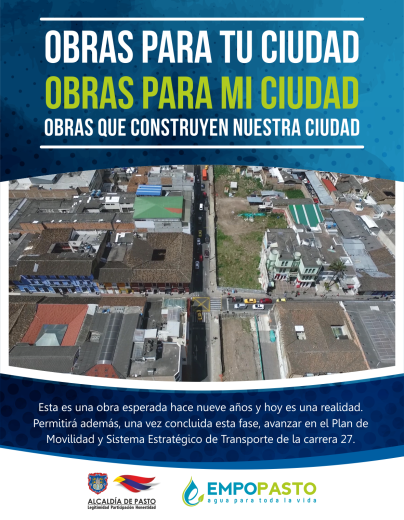 OBRAS PARA TU CIUDAD
OBRAS PARA MI CIUDAD
OBRAS QUE CONSTRUYEN NUESTRA CIUDAD
Esta es una obra esperada hace nueve años y hoy es una realidad.
Permitirá además, una vez concluida esta fase, avanzar en el Plan de
Movilidad y Sistema Estratégico de Transporte de la carrera 27.
ALCALDÍA DE PASTO
Legitimidad Participación Honestidad
EMPOPASTO
agua para toda la vida